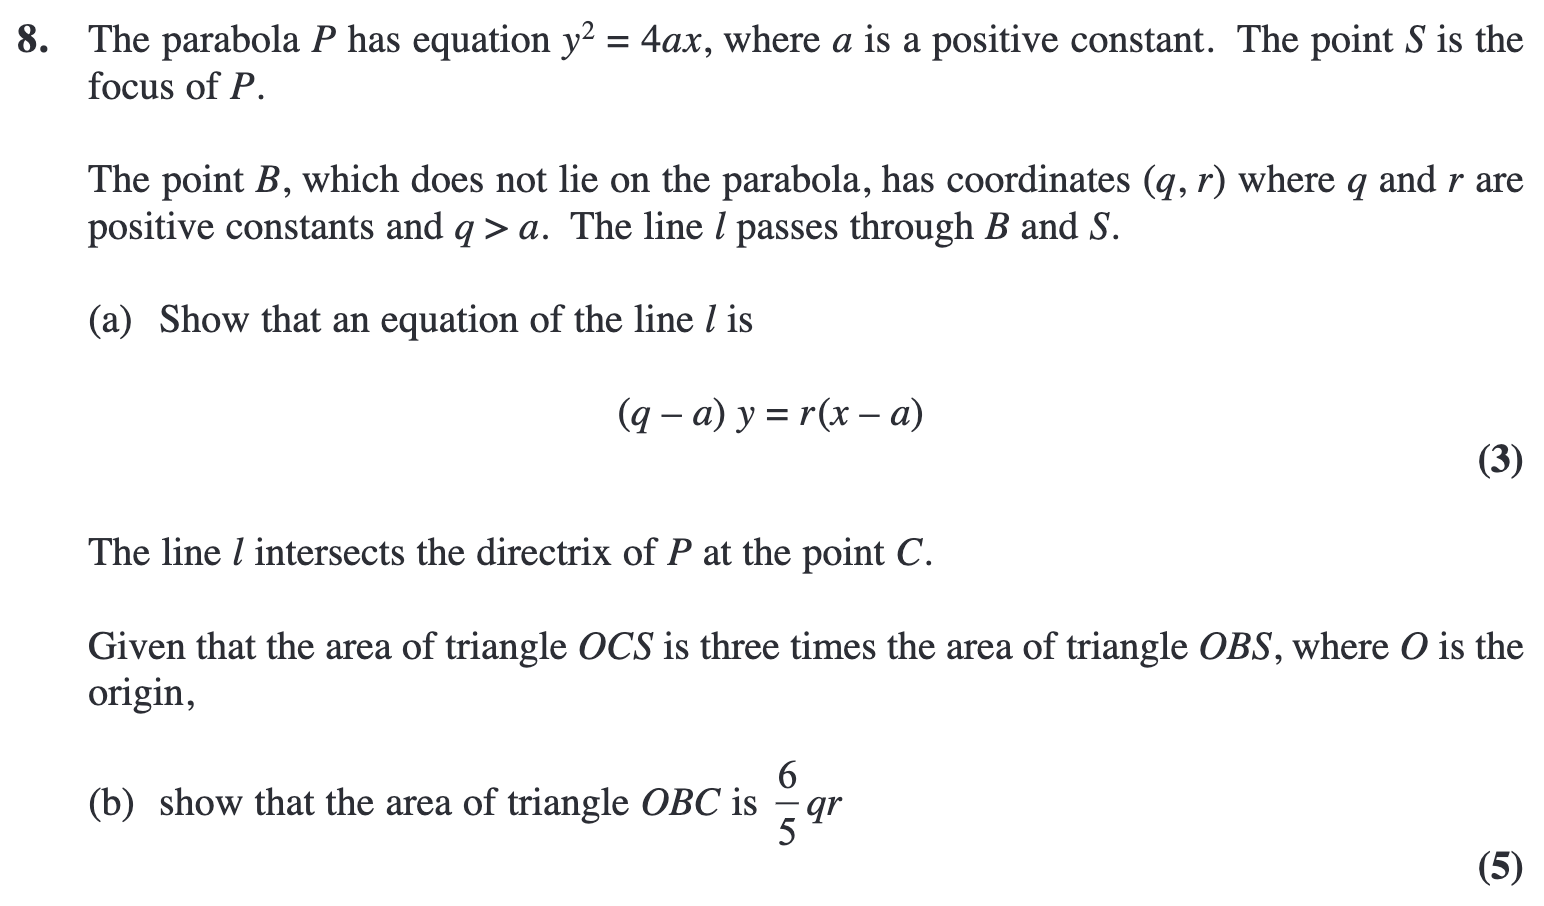 8. The parabola P has equation y² = 4ax, where a is a positive constant. The point S is the
focus of P.
The point B, which does not lie on the parabola, has coordinates (q, r) where q and r are
positive constants and q > a. The line l passes through B and S.
(a) Show that an equation of the line l is
(q – a) y = r(x – a)
(3)
The line l intersects the directrix of P at the point C.
Given that the area of triangle OCS is three times the area of triangle OBS, where O is the
origin,
(b) show that the area of triangle OBC is 6/5 qr
(5)